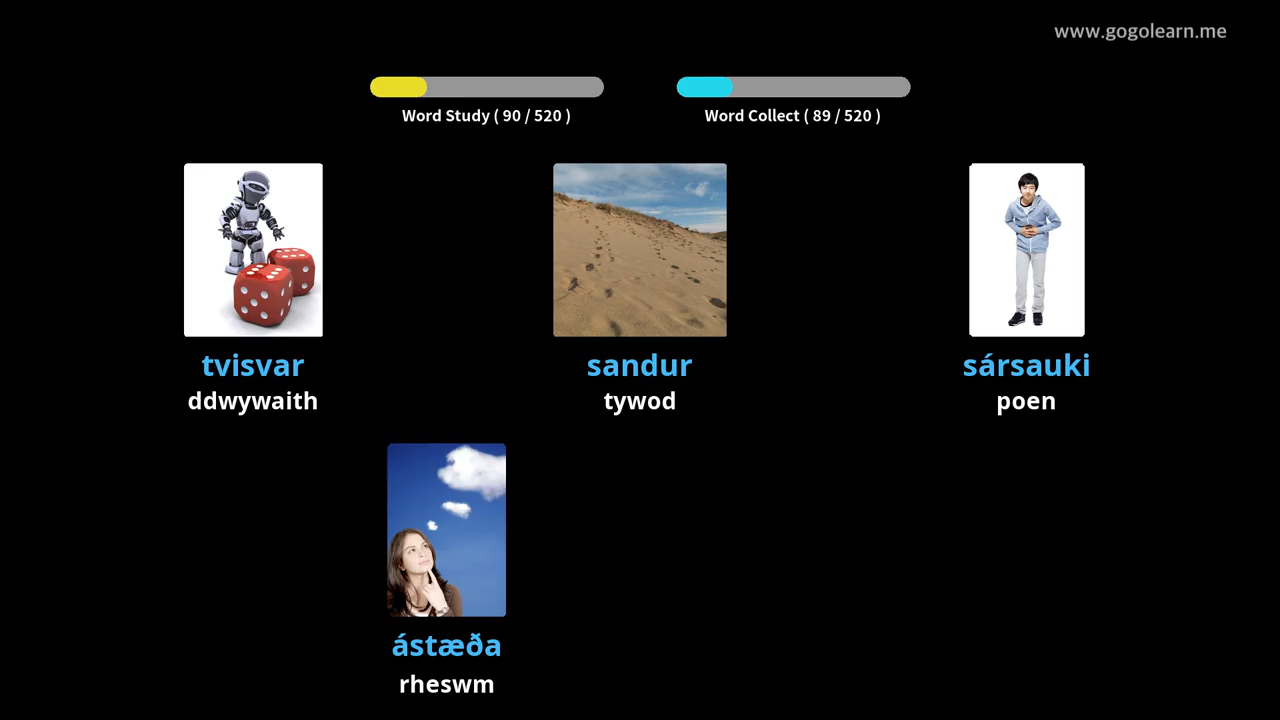 www.gogolearn.me
Word Study ( 90 / 520 )
Word Collect ( 89 / 520 )
tvisvar
ddwywaith
sandur
tywod
sársauki
poen
ástæða
rheswm